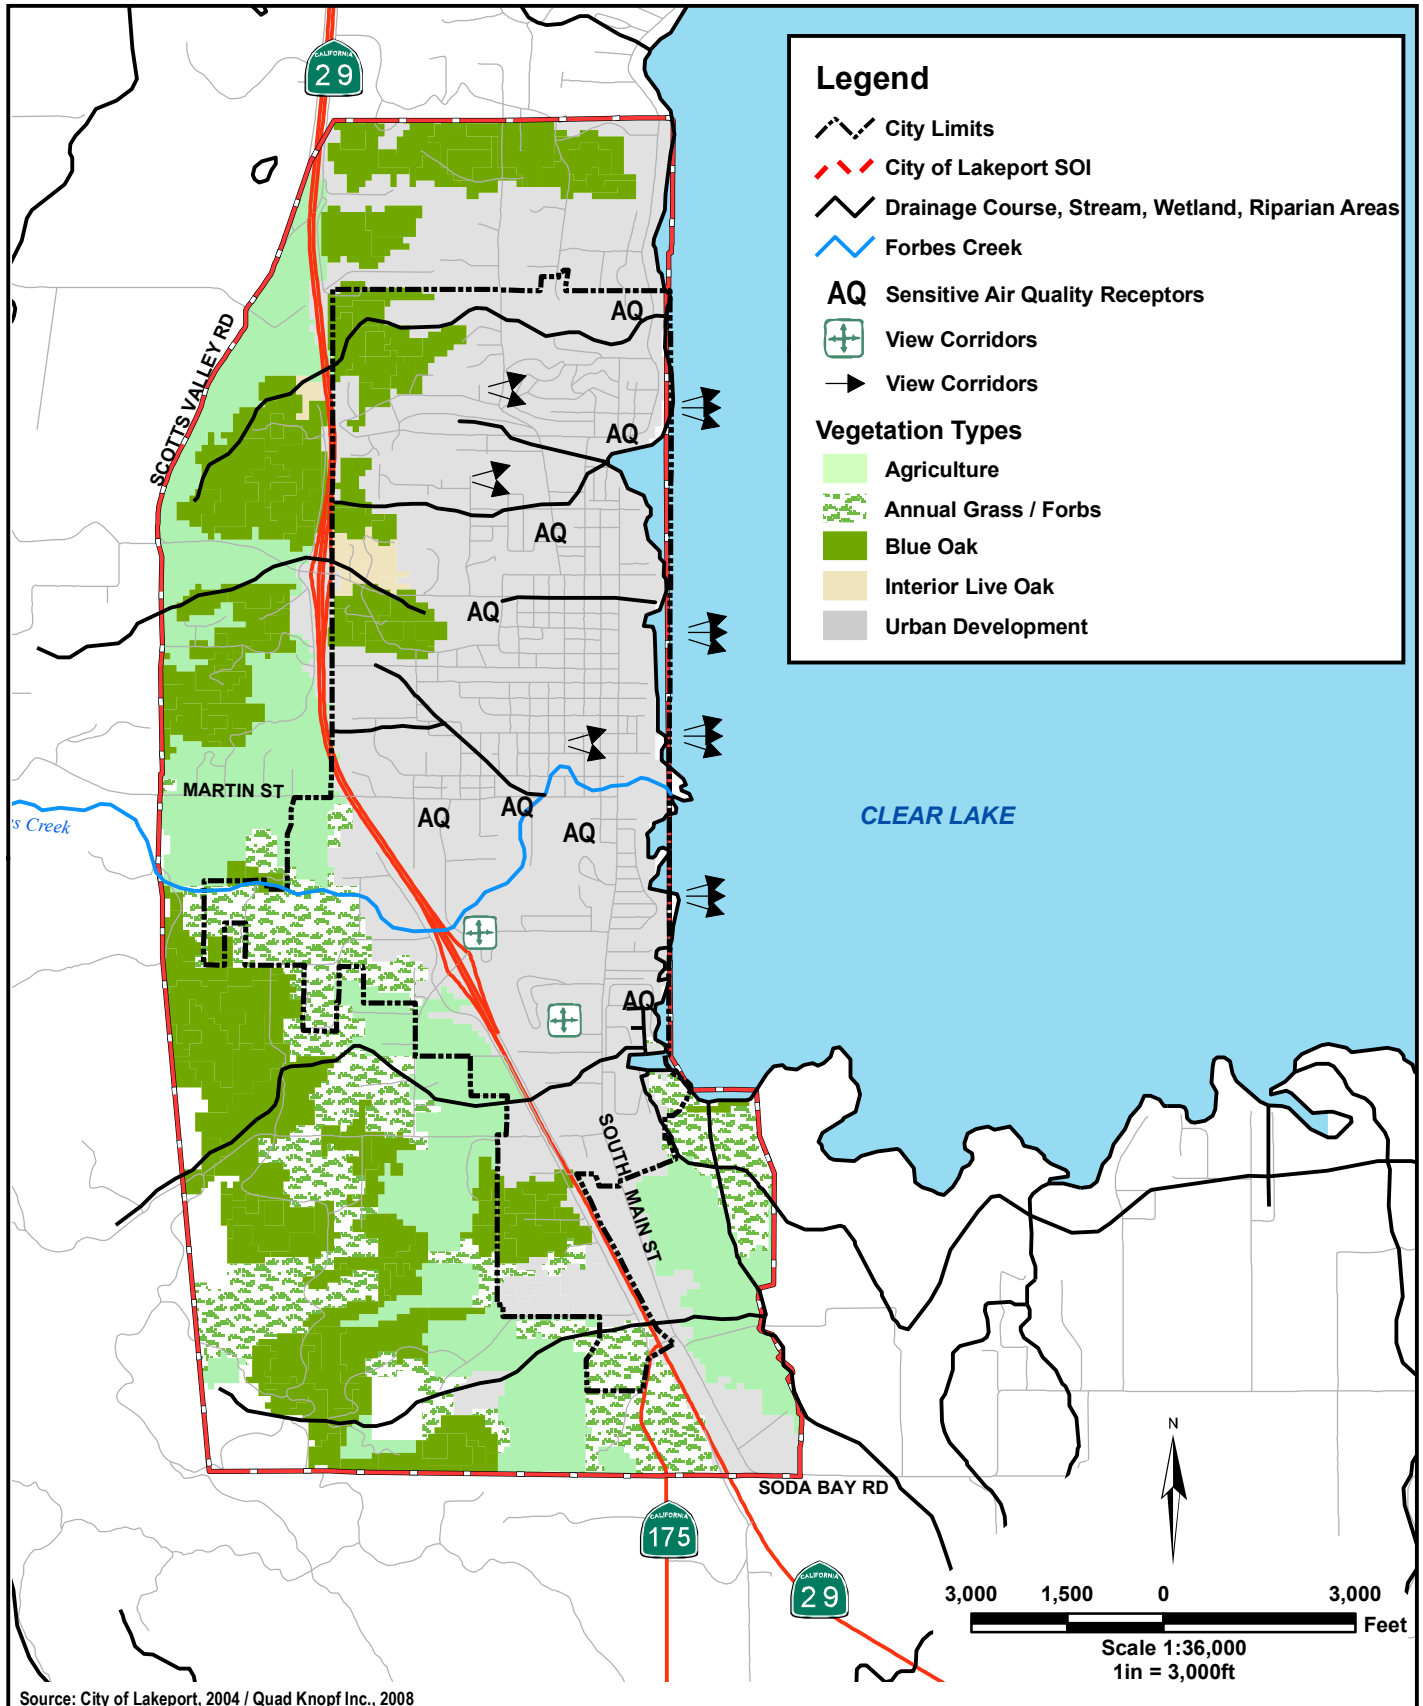 CALIFORNIA
29
Legend
City Limits
City of Lakeport SOI
Drainage Course, Stream, Wetland, Riparian Areas
Forbes Creek
AQ Sensitive Air Quality Receptors
View Corridors
View Corridors
Vegetation Types
Agriculture
Annual Grass / Forbs
Blue Oak
Interior Live Oak
Urban Development
AQ
SCOTTS VALLEY RD
AQ
AQ
AQ
MARTIN ST
AQ
AQ
AQ
CLEAR LAKE
s Creek
AQ
SOUTH MAIN ST
N
SODA BAY RD
CALIFORNIA
175
CALIFORNIA
29
3,000 1,500 0 3,000
Feet
Scale 1:36,000
1in = 3,000ft
Source: City of Lakeport, 2004 / Quad Knopf Inc., 2008